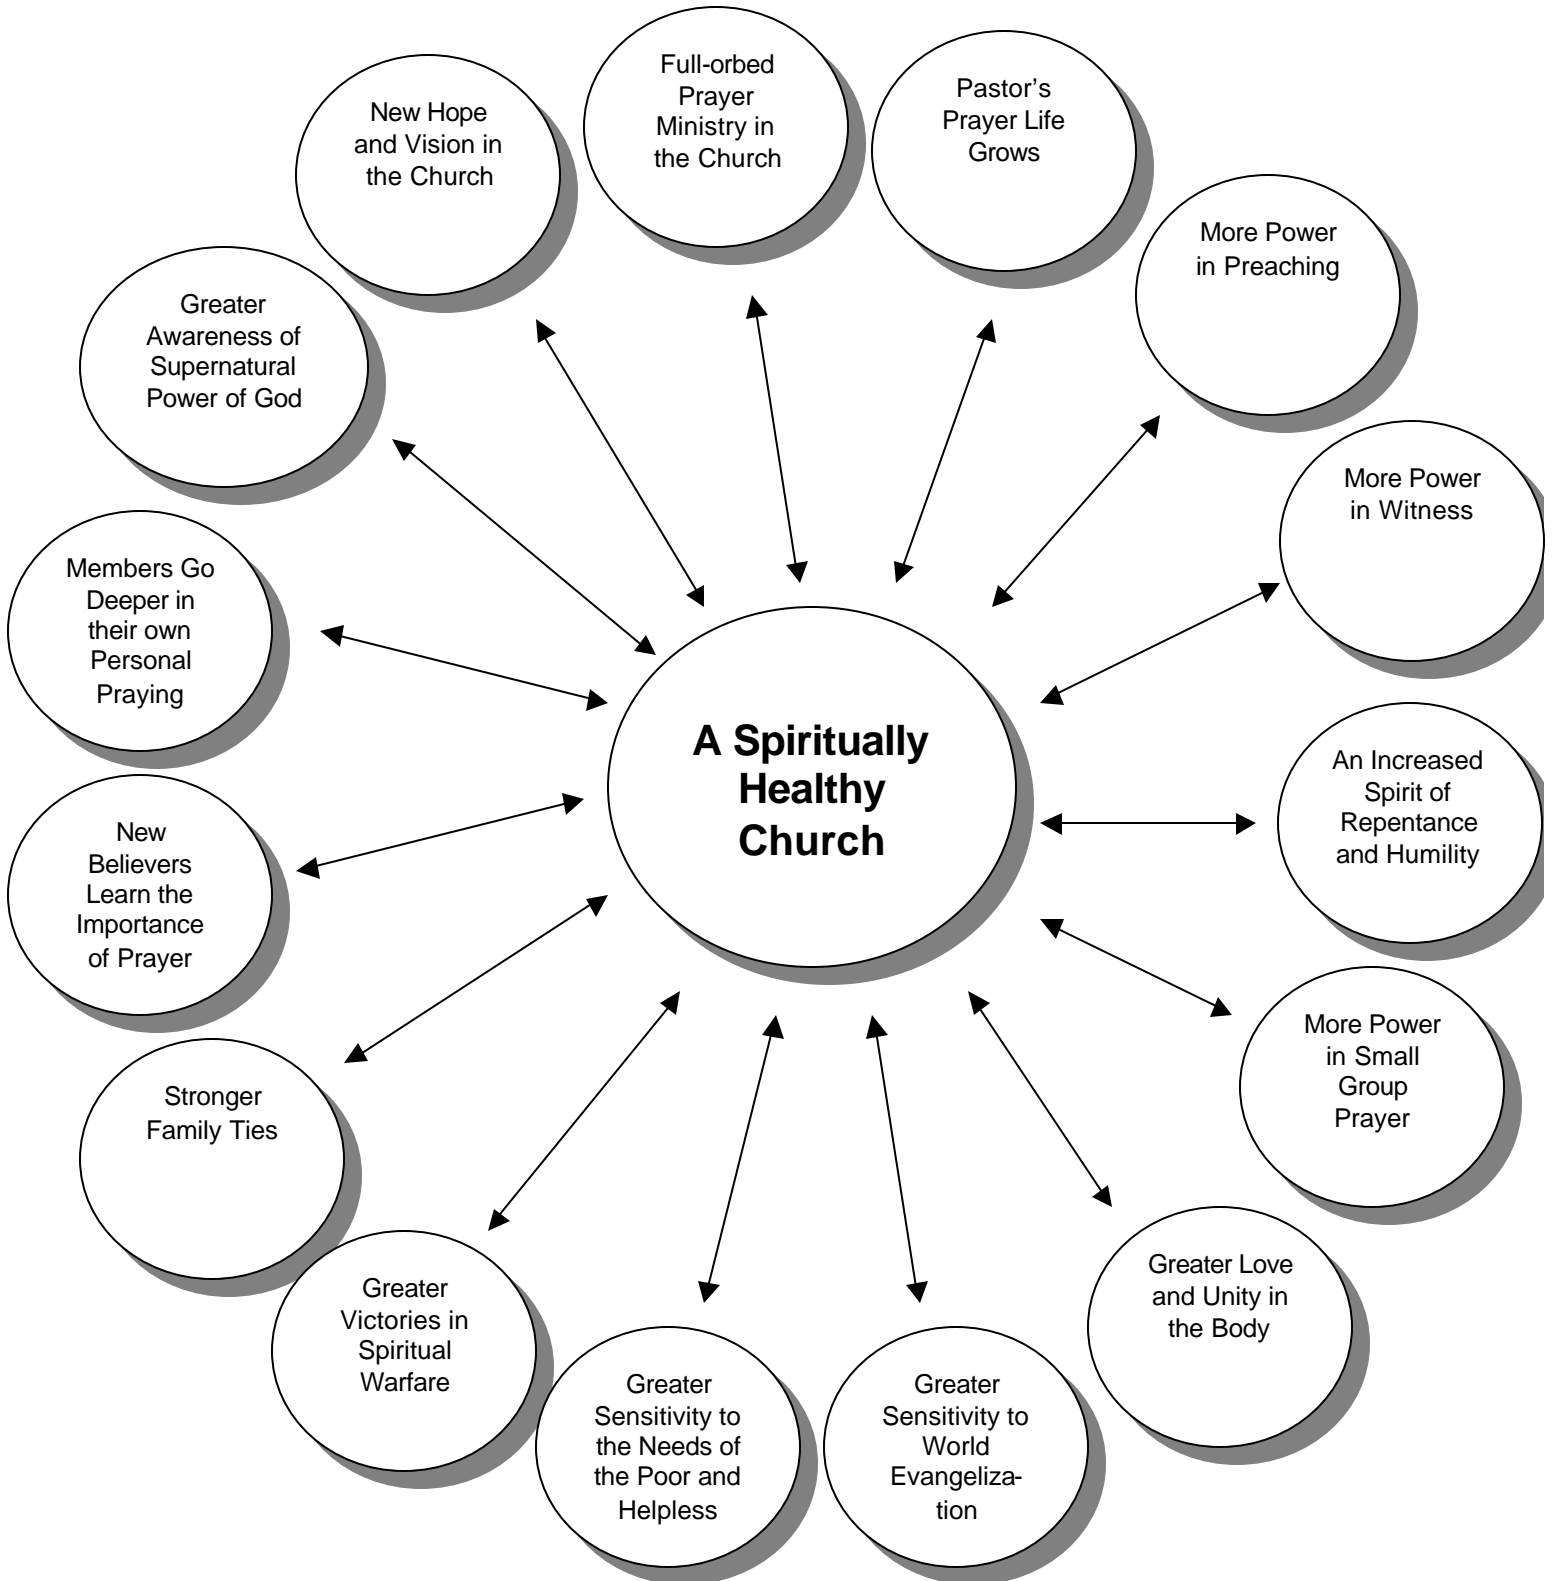 Full-orbed
Prayer
Ministry in
the Church
Pastor’s
Prayer Life
Grows
More Power
in Preaching
More Power
in Witness
An Increased
Spirit of
Repentance
and Humility
More Power
in Small
Group
Prayer
Greater Love
and Unity in
the Body
Greater
Sensitivity to
World
Evangeliza-
tion
Greater
Sensitivity to
the Needs of
the Poor and
Helpless
Greater
Victories in
Spiritual
Warfare
Stronger
Family Ties
New
Believers
Learn the
Importance
of Prayer
Members Go
Deeper in
their own
Personal
Praying
Greater
Awareness of
Supernatural
Power of God
New Hope
and Vision in
the Church
A Spiritually
Healthy
Church